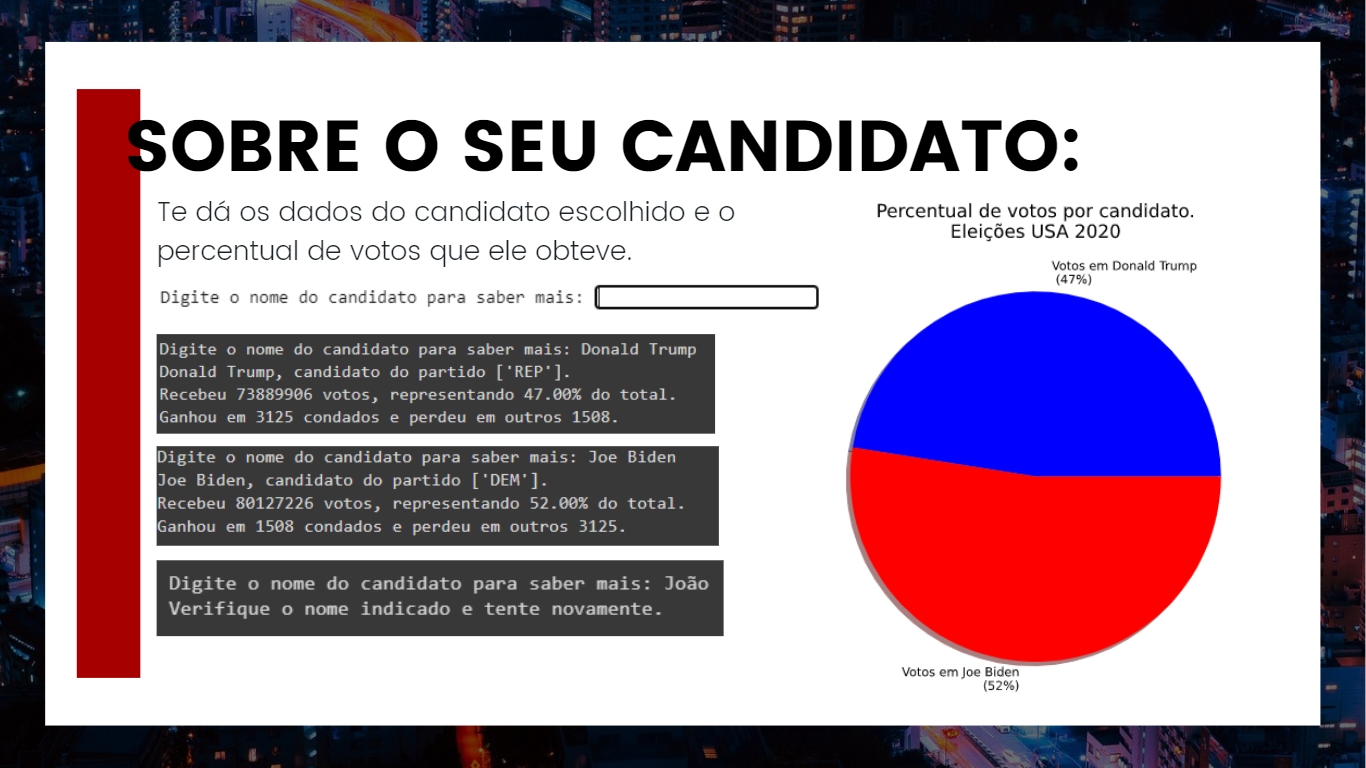 SOBRE O SEU CANDIDATO:
Te dá os dados do candidato escolhido e o
percentual de votos que ele obteve.
Digite o nome do candidato para saber mais:
Digite o nome do candidato para saber mais: Donald Trump
Donald Trump, candidato do partido ['REP'].
Recebeu 73889906 votos, representando 47.00% do total.
Ganhou em 3125 condados e perdeu em outros 1508.
Digite o nome do candidato para saber mais: Joe Biden
Joe Biden, candidato do partido ['DEM'].
Recebeu 80127226 votos, representando 52.00% do total.
Ganhou em 1508 condados e perdeu em outros 3125.
Digite o nome do candidato para saber mais: João
Verifique o nome indicado e tente novamente.
Percentual de votos por candidato.
Eleições USA 2020
Votos em Donald Trump
(47%)
Votos em Joe Biden
(52%)